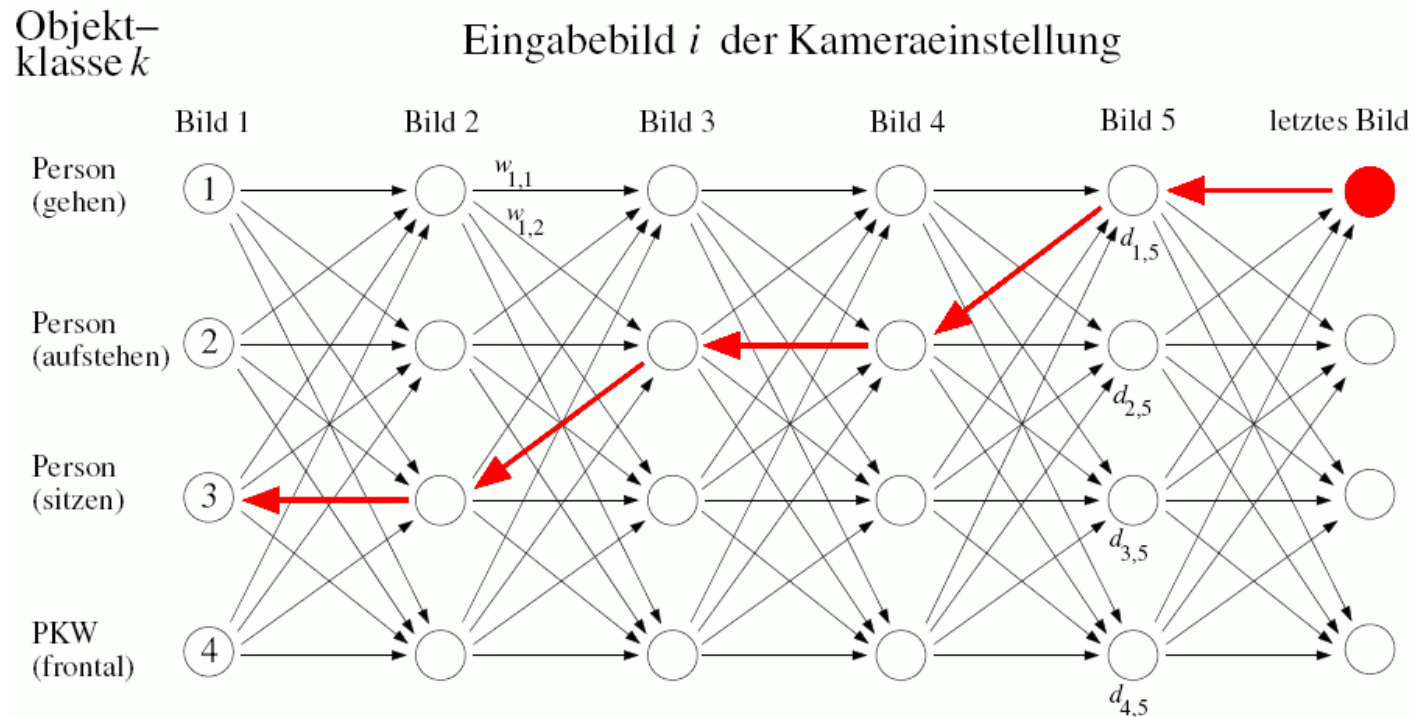 Objekt–
klasse k
Eingabebild i der Kameraeinstellung
Bild 1
Bild 2
Bild 3
Bild 4
Bild 5
letztes Bild
Person
(gehen)
1
w1,1
w1,2
d1,5
Person
(aufstehen)
2
d2,5
Person
(sitzen)
3
d3,5
PKW
(frontal)
4
d4,5